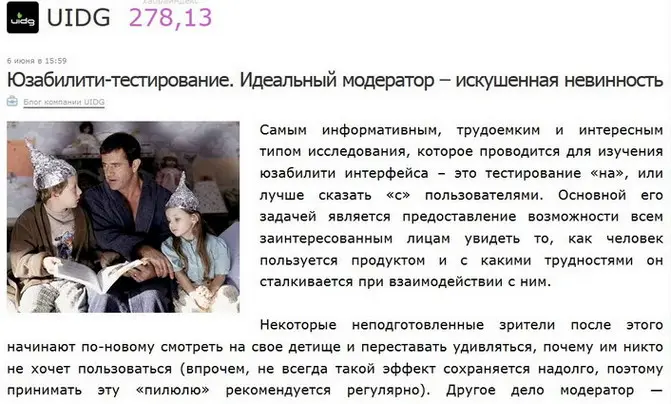 Хабраиндекс
uidg
UIDG 278,13
6 июня в 15:59
Юзабилити-тестирование. Идеальный модератор – искушенная невинность
Блог компании UIDG
Самым информативным, трудоемким и интересным
типом исследования, которое проводится для изучения
юзабилити интерфейса – это тестирование «на», или
лучше сказать «с» пользователями. Основной его
задачей является предоставление возможности всем
заинтересованным лицам увидеть то, как человек
пользуется продуктом и с какими трудностями он
сталкивается при взаимодействии с ним.
Некоторые неподготовленные зрители после этого
начинают по-новому смотреть на свое детище и переставать удивляться, почему им никто
не хочет пользоваться (впрочем, не всегда такой эффект сохраняется надолго, поэтому
принимать эту «пилюлю» рекомендуется регулярно). Другое дело модератор —